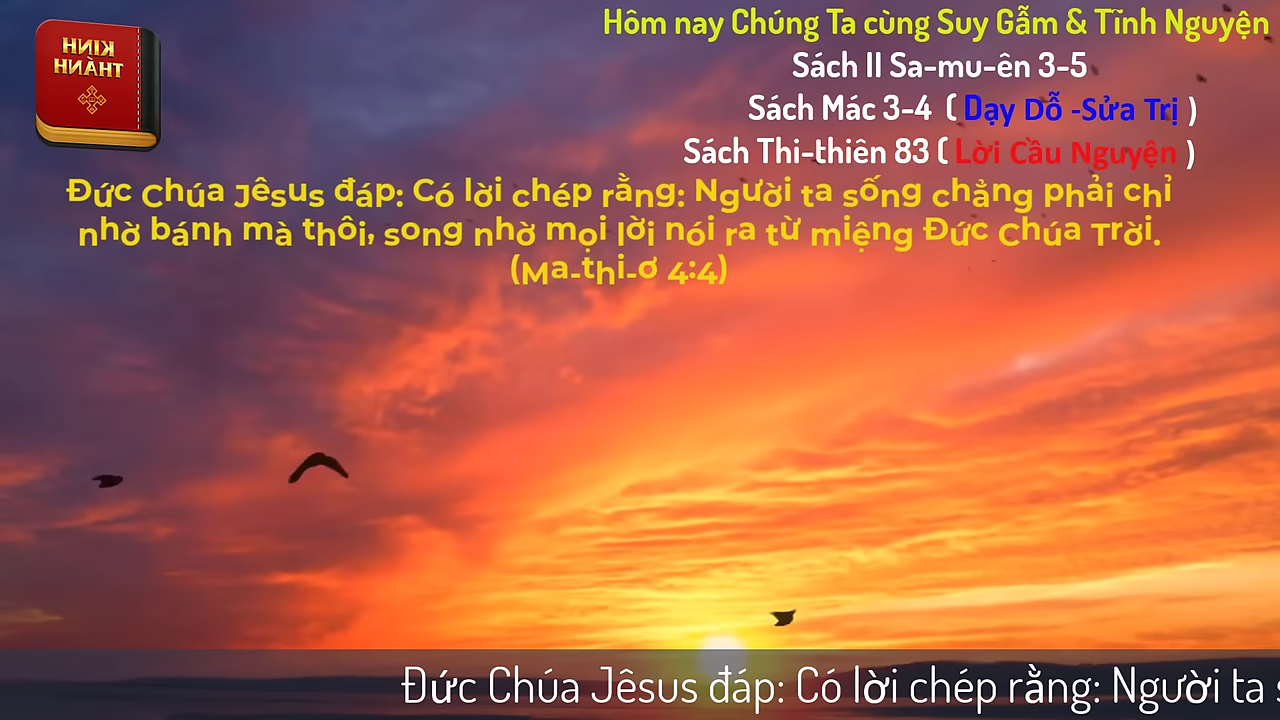 KINH
THÀNH
Hôm nay Chúng Ta cùng Suy Gẫm & Tĩnh Nguyện
Sách II Sa-mu-ên 3-5
Sách Mác 3-4 ( Dạy Dỗ -Sửa Trị )
Sách Thi-thiên 83 ( Lời Cầu Nguyện )
Đức Chúa Jêsus đáp: Có lời chép rằng: Người ta sống chẳng phải chỉ
nhờ bánh mà thôi, song nhờ mọi lời nói ra từ miệng Đức Chúa Trời.
(Ma-thi-ơ 4:4)
Đức Chúa Jêsus đáp: Có lời chép rằng: Người ta